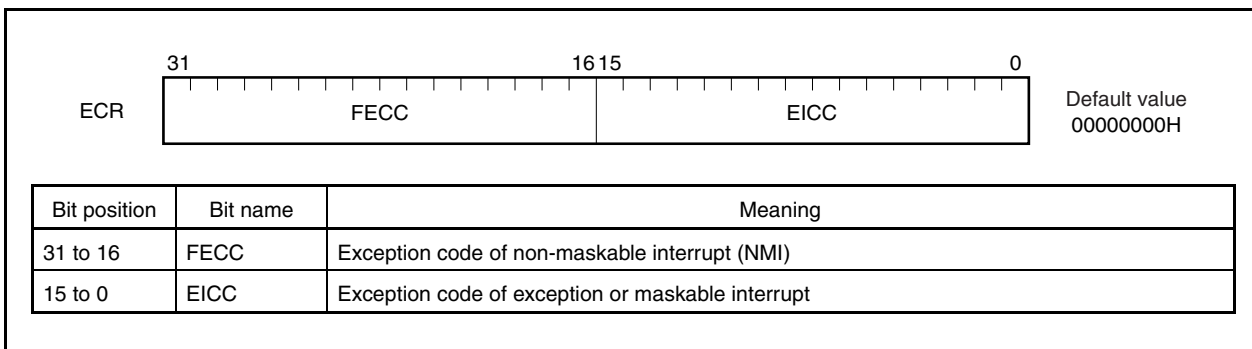 31 16 15 0
ECR FECC EICC Default value
00000000H
Bit position Bit name Meaning
31 to 16 FECC Exception code of non-maskable interrupt (NMI)
15 to 0 EICC Exception code of exception or maskable interrupt